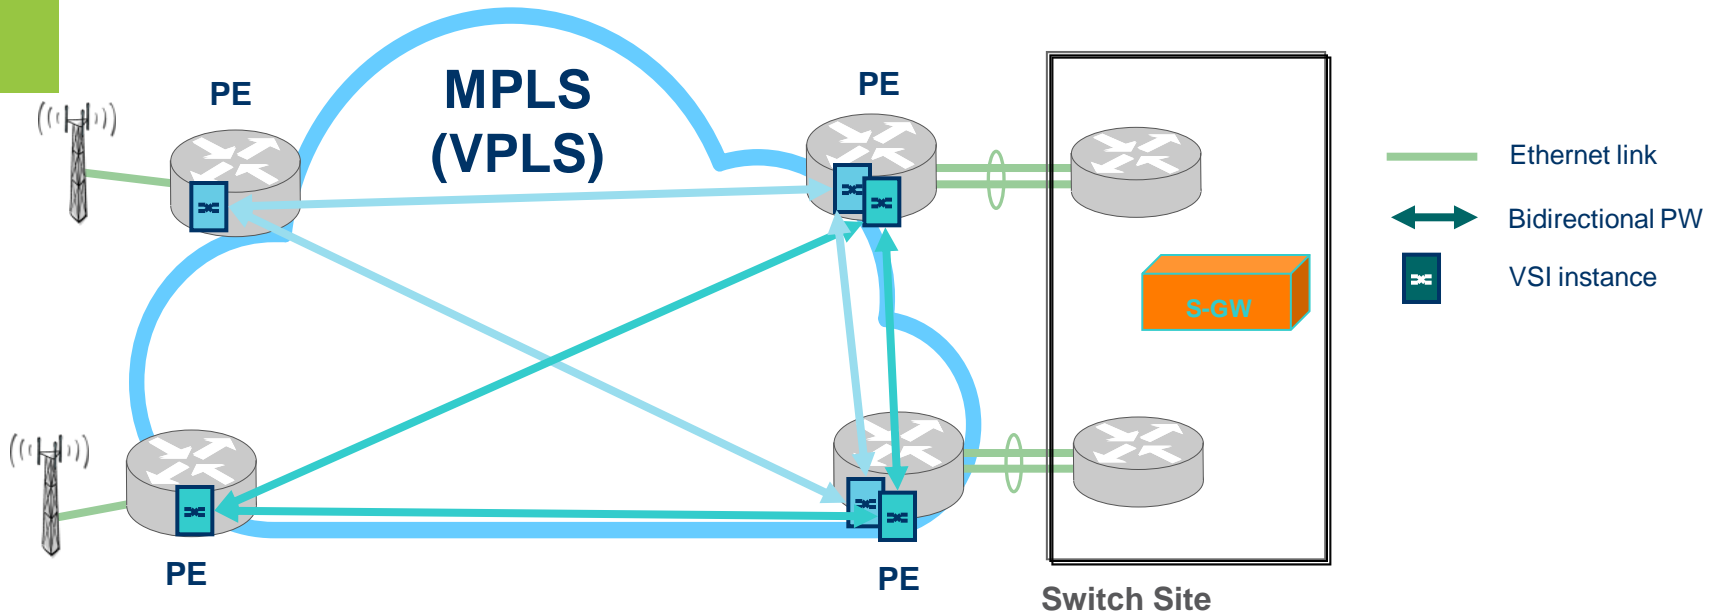 MPLS
(VPLS)
PE
PE
Ethernet link
Bidirectional PW
VSI instance
S-GW
PE
PE
Switch Site